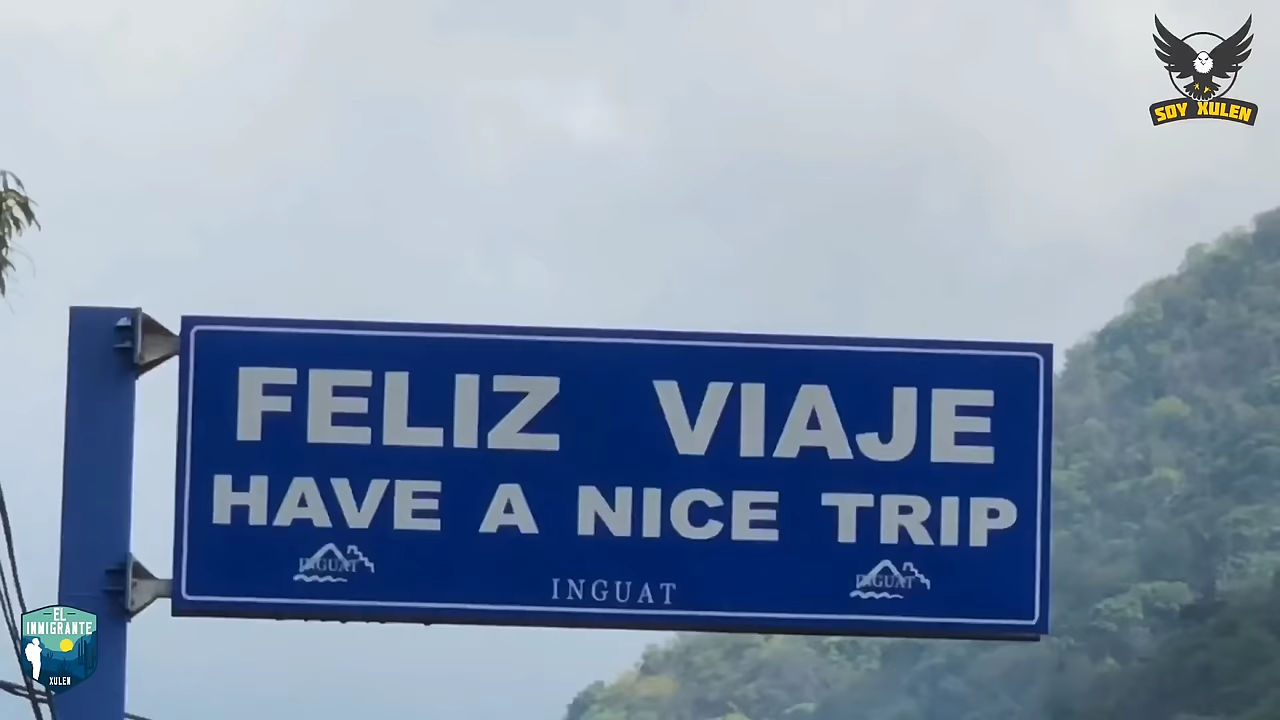 SOY XULEN
FELIZ VIAJE
HAVE A NICE TRIP
INGUAT
INGUAT
INGUAT
EL
INMIGRANTE
XULEN